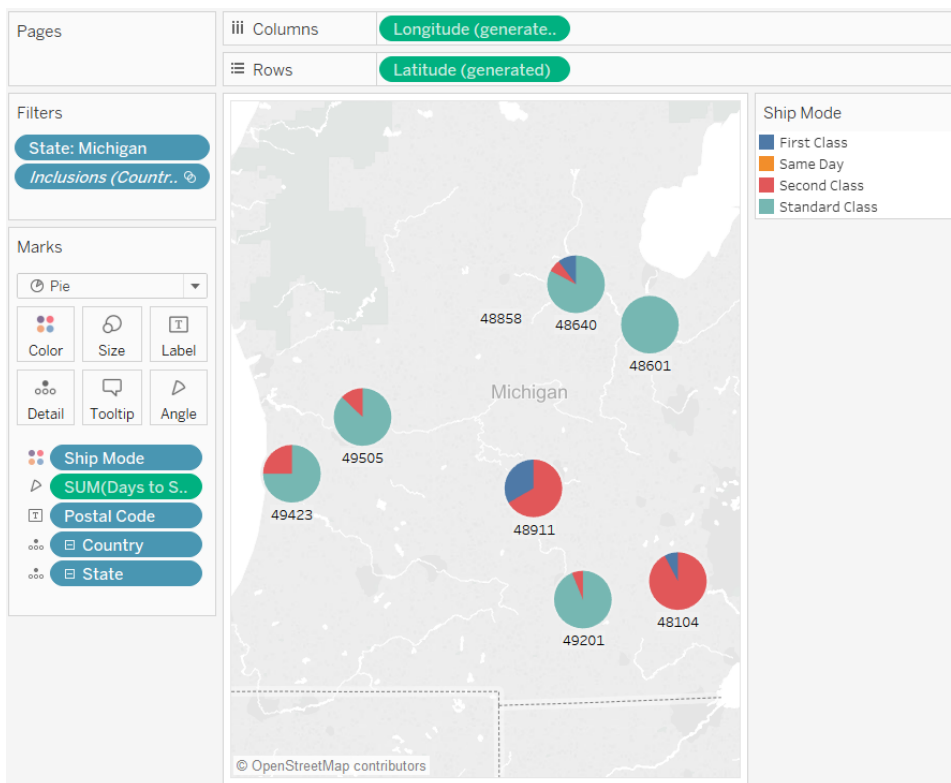 Pages
Columns
Longitude (generate..
Rows
Latitude (generated)
Filters
State: Michigan
Inclusions (Countr..
Marks
Pie
Color
Size
Label
Detail
Tooltip
Angle
Ship Mode
SUM(Days to S..
Postal Code
Country
State
48858
48640
48601
Michigan
49505
49423
48911
48104
49201
© OpenStreetMap contributors
Ship Mode
First Class
Same Day
Second Class
Standard Class